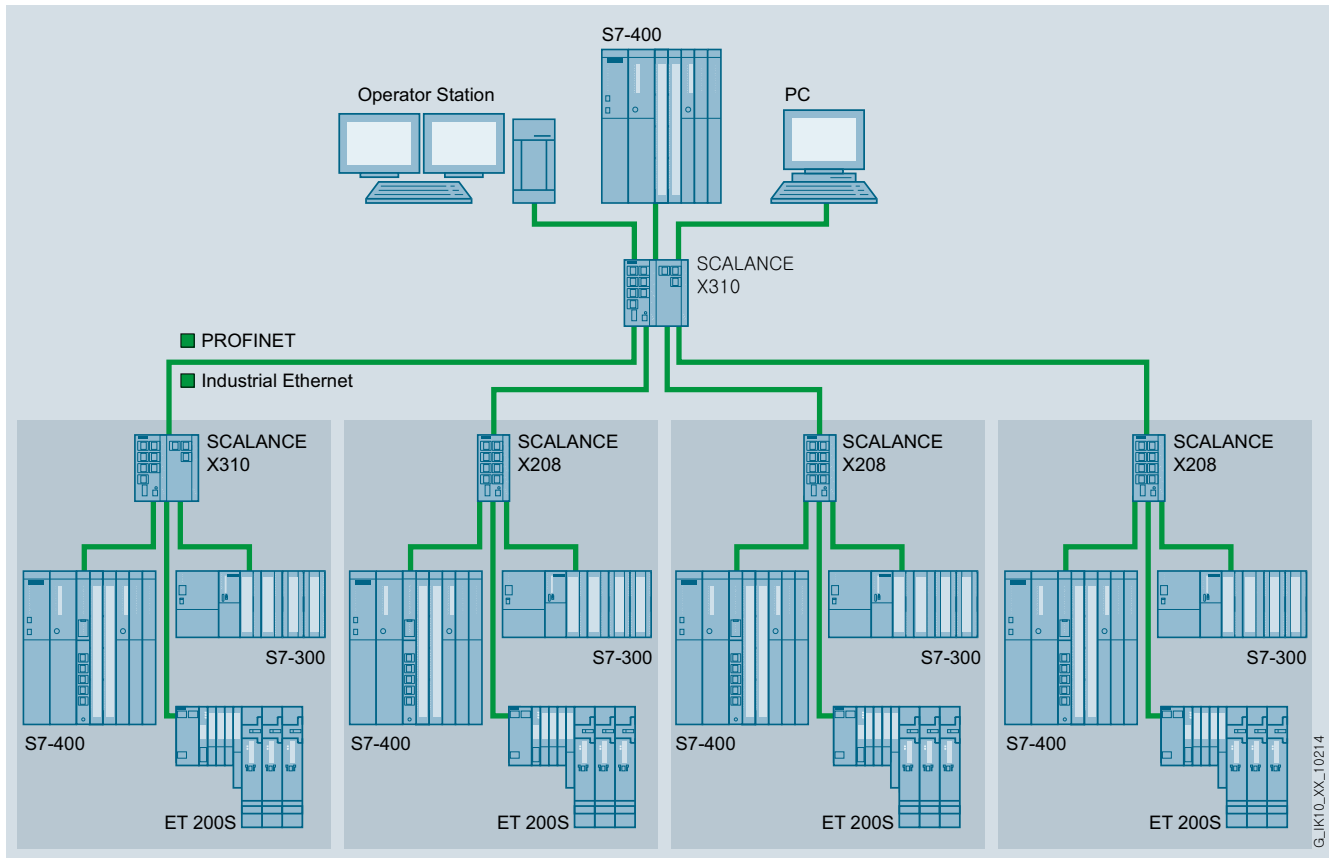 S7-400
Operator Station
PC
SCALANCE
X310
PROFINET
Industrial Ethernet
SCALANCE
X310
SCALANCE
X208
SCALANCE
X208
SCALANCE
X208
S7-300
S7-300
S7-300
S7-300
S7-400
S7-400
S7-400
S7-400
ET 200S
ET 200S
ET 200S
ET 200S
G_IK10_XX_10214